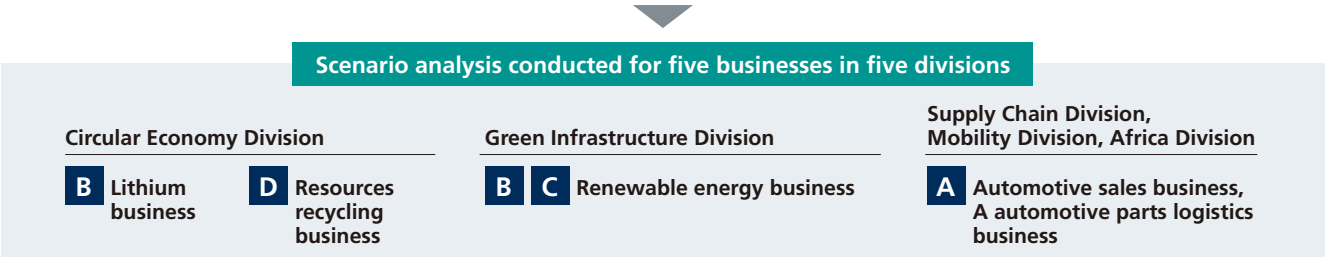 Scenario analysis conducted for five businesses in five divisions
Circular Economy Division
B Lithium
business
D Resources
recycling
business
Green Infrastructure Division
B C Renewable energy business
Supply Chain Division,
Mobility Division, Africa Division
A Automotive sales business,
A automotive parts logistics
business